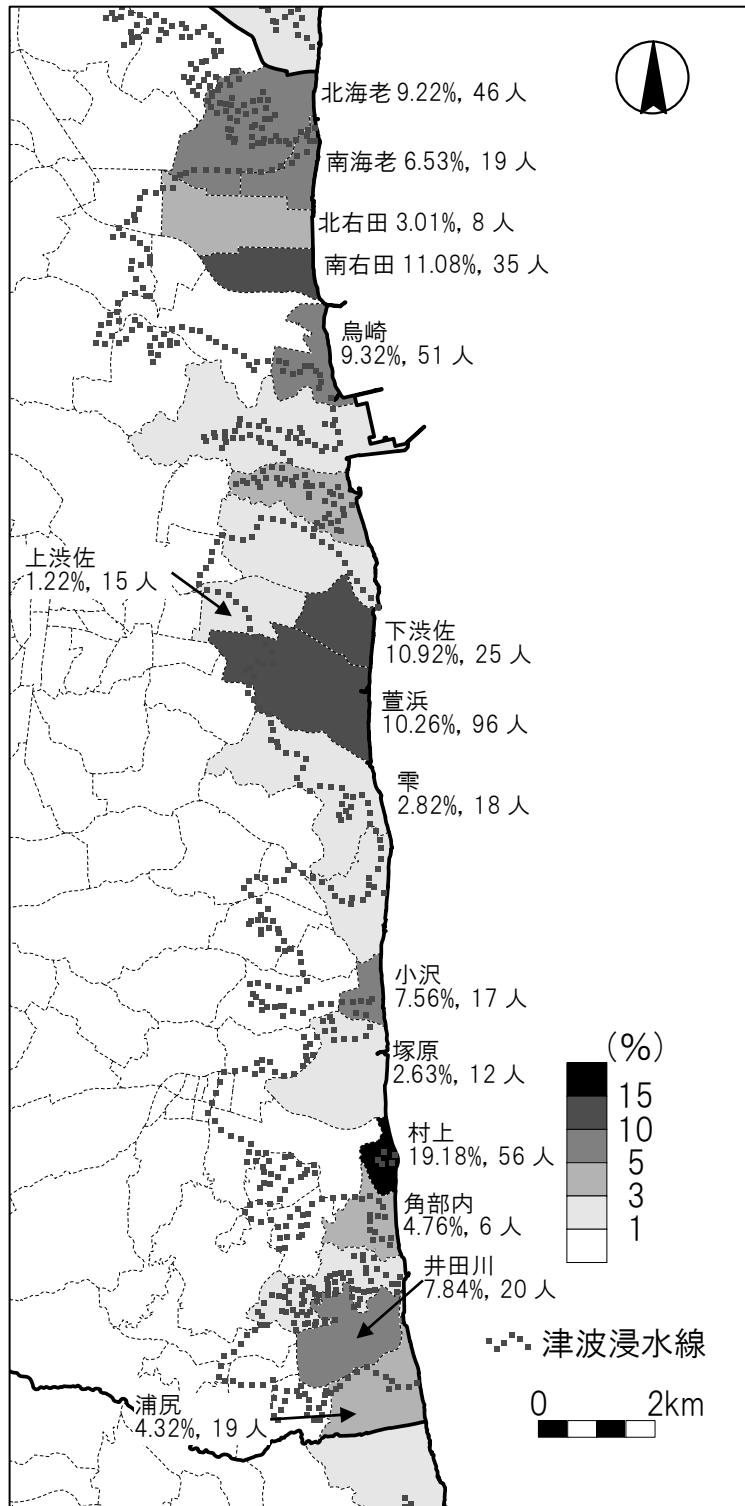 北海老 9.22%, 46 人
南海老 6.53%, 19 人
北右田 3.01%, 8 人
南右田 11.08%, 35 人
烏崎
9.32%, 51 人
上渋佐
1.22%, 15 人
下渋佐
10.92%, 25 人
萱浜
10.26%, 96 人
雫
2.82%, 18 人
小沢
7.56%, 17 人
塚原
2.63%, 12 人
村上
19.18%, 56 人
角部内
4.76%, 6 人
井田川
7.84%, 20 人
浦尻
4.32%, 19 人
(%)
15
10
5
3
1
津波浸水線
0 2km